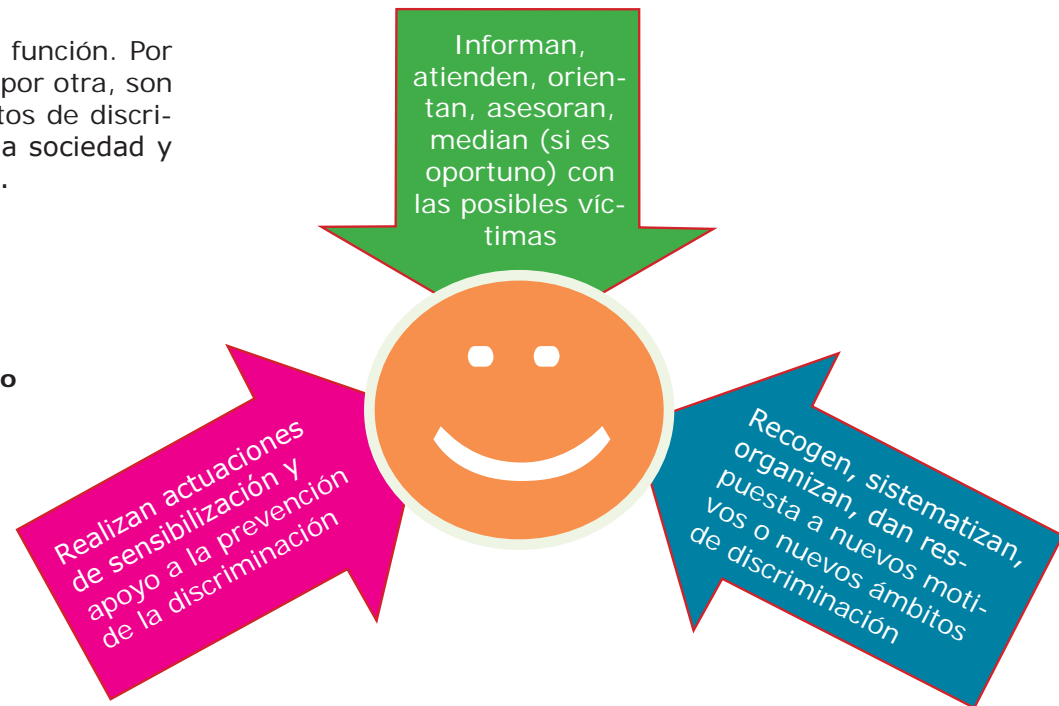 función. Por
por otra, son
tos de discri-
a sociedad y
.
o
Informan,
atienden, orien-
tan, asesoran,
median (si es
oportuno) con
las posibles víc-
timas
Realizan actuaciones
de sensibilización y
apoyo a la prevención
de la discriminación
Recogen, sistematizan,
organizan, dan res-
puesta a nuevos moti-
vos o nuevos ámbitos
de discriminación